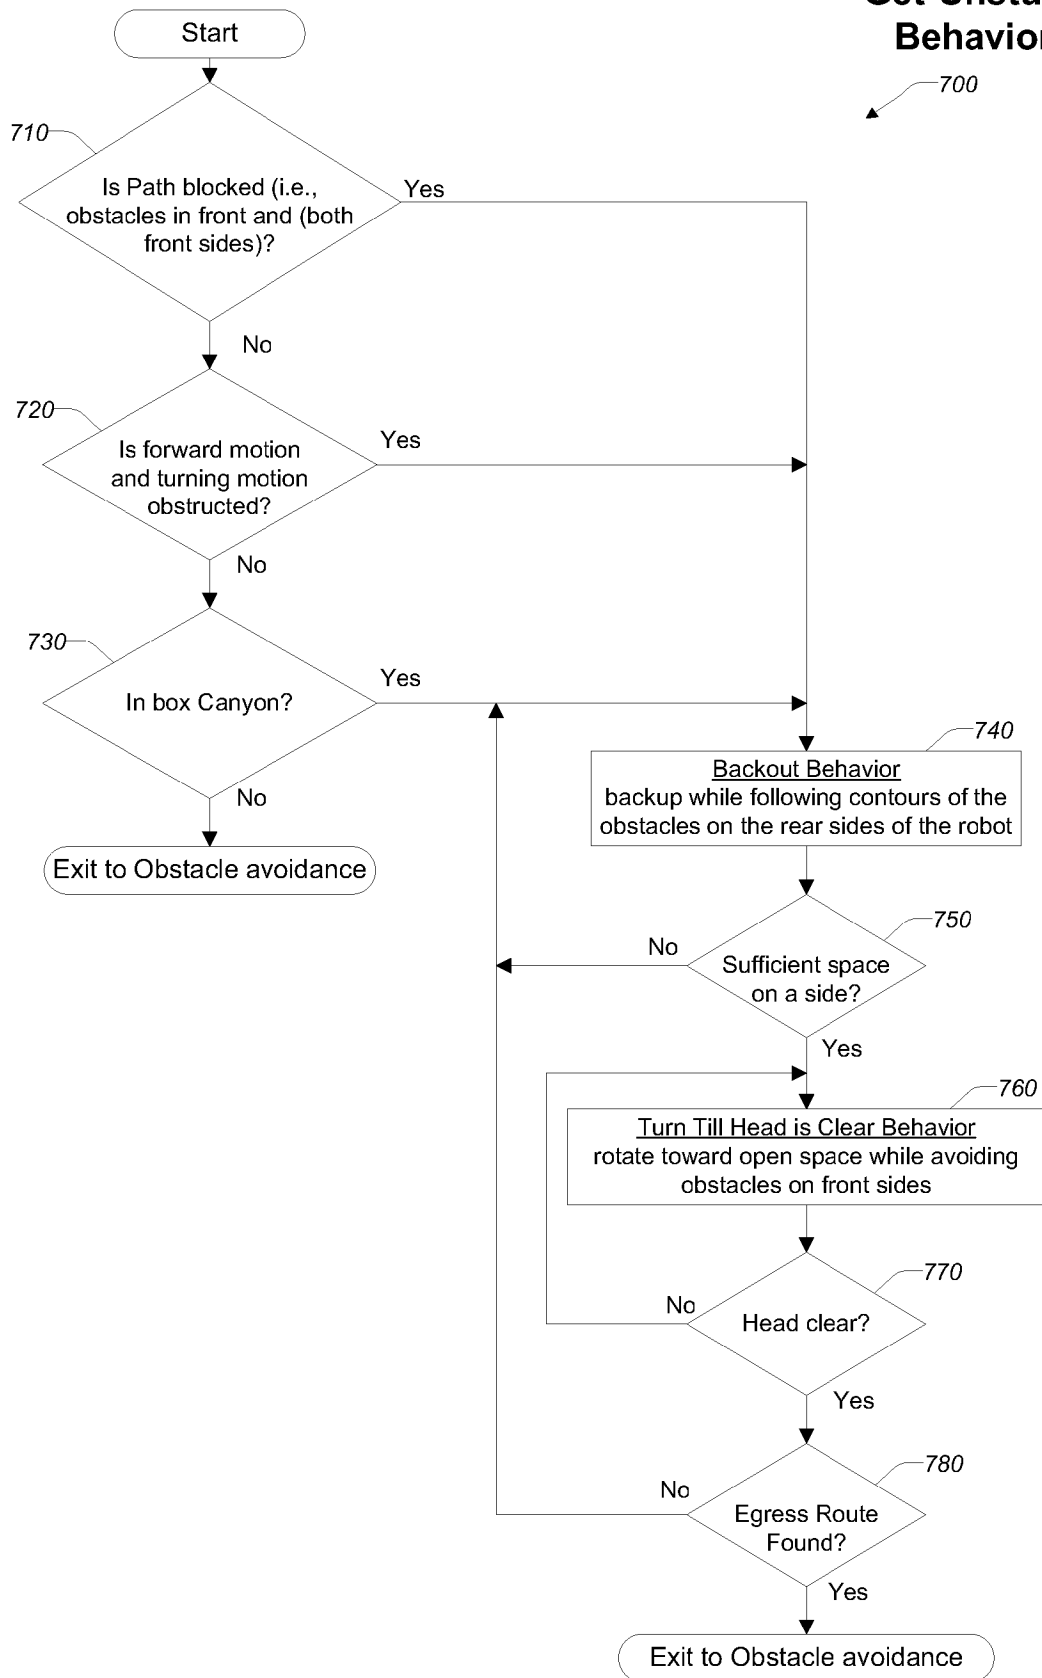 Behavior
Start
700
710
Is Path blocked (i.e.,
obstacles in front and (both
front sides)?
Yes
No
720
Is forward motion
and turning motion
obstructed?
Yes
No
730
In box Canyon?
Yes
No
Exit to Obstacle avoidance
740
Backout Behavior
backup while following contours of the
obstacles on the rear sides of the robot
750
No
Sufficient space
on a side?
Yes
760
Turn Till Head is Clear Behavior
rotate toward open space while avoiding
obstacles on front sides
770
No
Head clear?
Yes
780
No
Egress Route
Found?
Yes
Exit to Obstacle avoidance